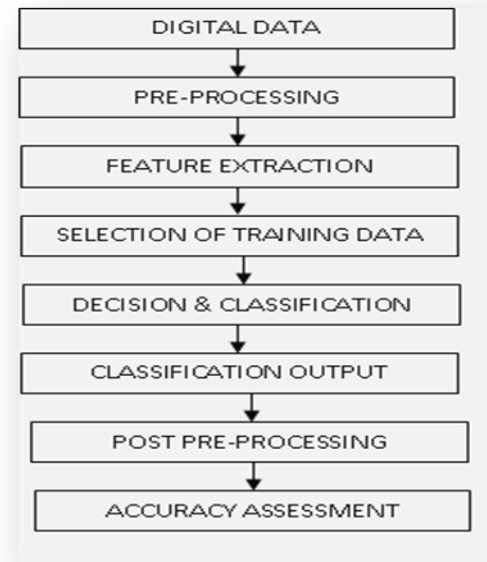 DIGITAL DATA
PRE-PROCESSING
FEATURE EXTRACTION
SELECTION OF TRAINING DATA
DECISION & CLASSIFICATION
CLASSIFICATION OUTPUT
POST PRE-PROCESSING
ACCURACY ASSESSMENT